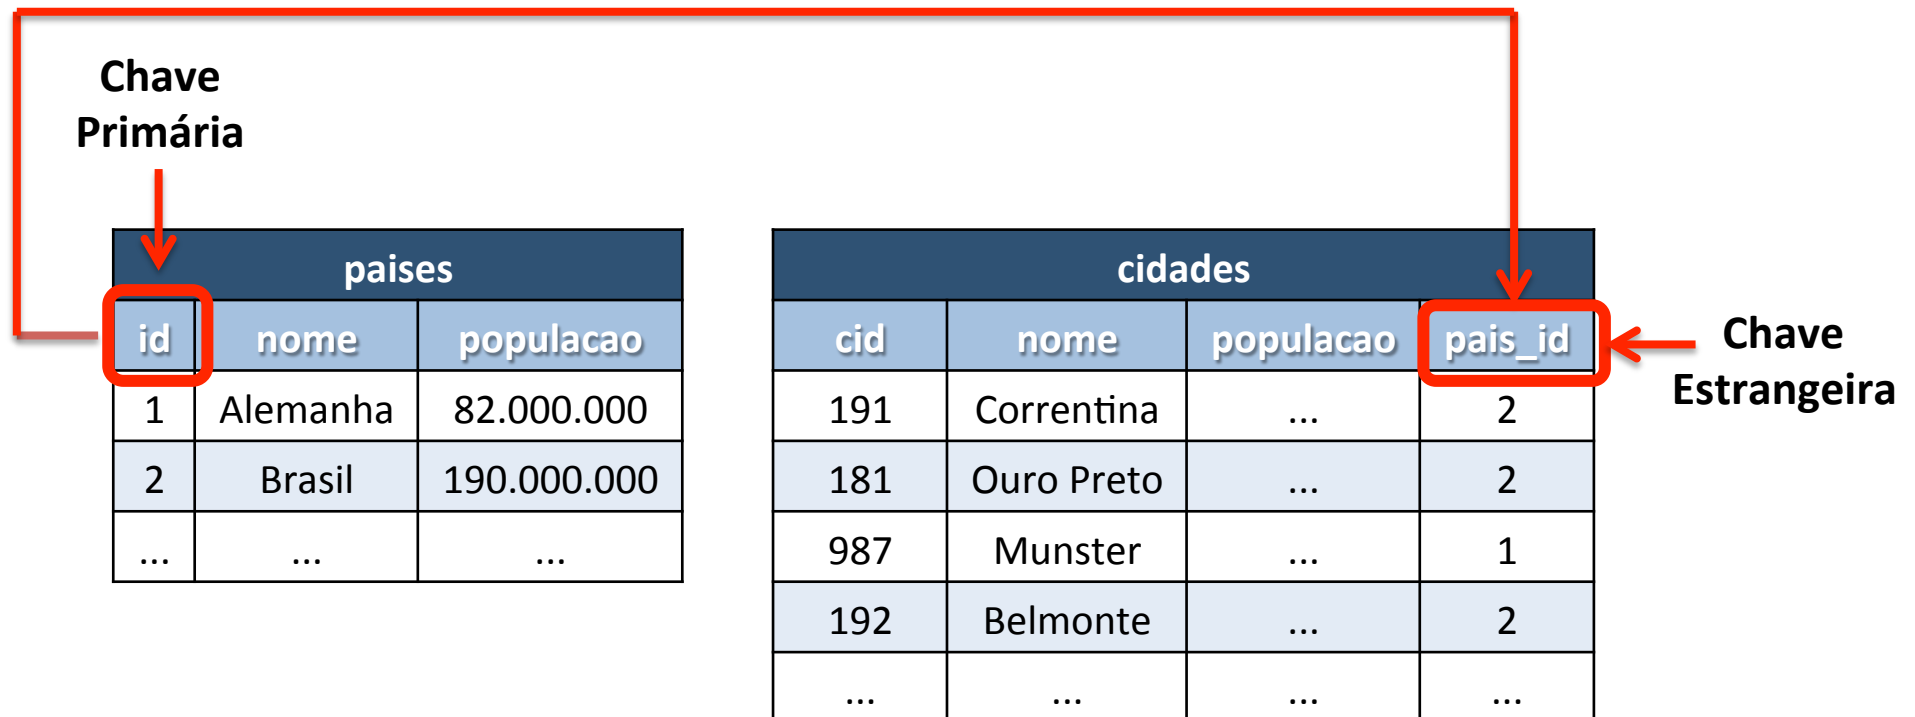 Chave
Primária
paises
id nome populacao
1 Alemanha 82.000.000
2 Brasil 190.000.000
... ... ...
cidades
cid nome populacao pais_id
191 Correntina ... 2
181 Ouro Preto ... 2
987 Munster ... 1
192 Belmonte ... 2
... ... ... ...
Chave
Estrangeira